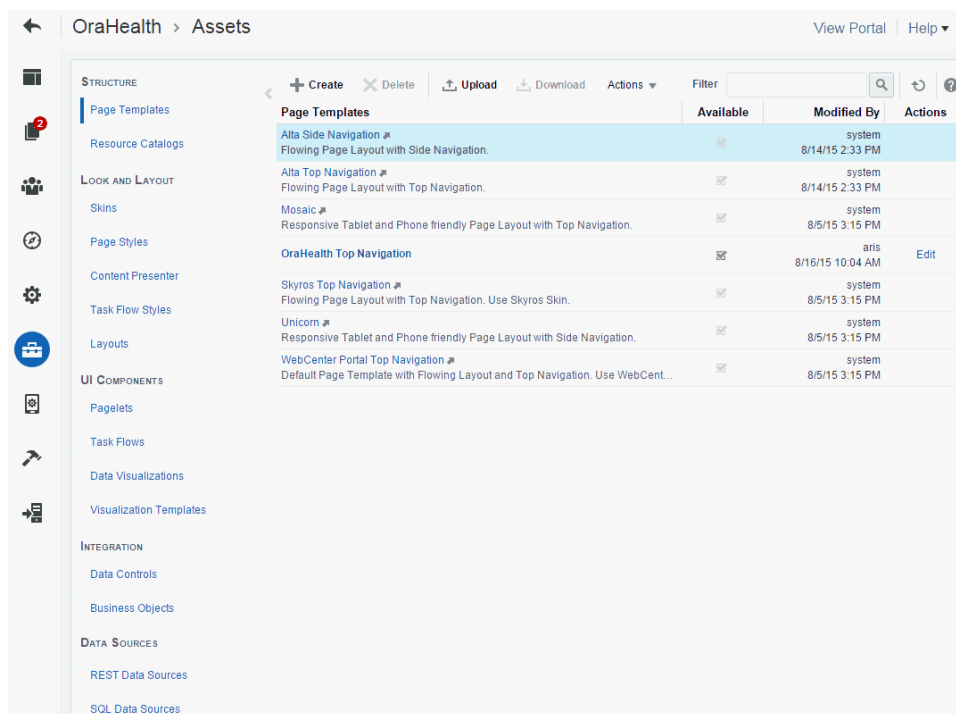 OraHealth > Assets
View Portal
Help
2
STRUCTURE
Page Templates
Resource Catalogs
LOOK AND LAYOUT
Skins
Page Styles
Content Presenter
Task Flow Styles
Layouts
UI COMPONENTS
Pagelets
Task Flows
Data Visualizations
Visualization Templates
INTEGRATION
Data Controls
Business Objects
DATA SOURCES
REST Data Sources
SQL Data Sources
Create Delete Upload Download Actions Filter
Page Templates Available Modified By Actions
Alta Side Navigation system
Flowing Page Layout with Side Navigation. 8/14/15 2:33 PM
Alta Top Navigation system
Flowing Page Layout with Top Navigation. 8/14/15 2:33 PM
Mosaic system
Responsive Tablet and Phone friendly Page Layout with Top Navigation. 8/5/15 3:15 PM
OraHealth Top Navigation aris Edit
8/16/15 10:04 AM
Skyros Top Navigation system
Flowing Page Layout with Top Navigation. Use Skyros Skin. 8/5/15 3:15 PM
Unicorn system
Responsive Tablet and Phone friendly Page Layout with Side Navigation. 8/5/15 3:15 PM
WebCenter Portal Top Navigation system
Default Page Template with Flowing Layout and Top Navigation. Use WebCent... 8/5/15 3:15 PM